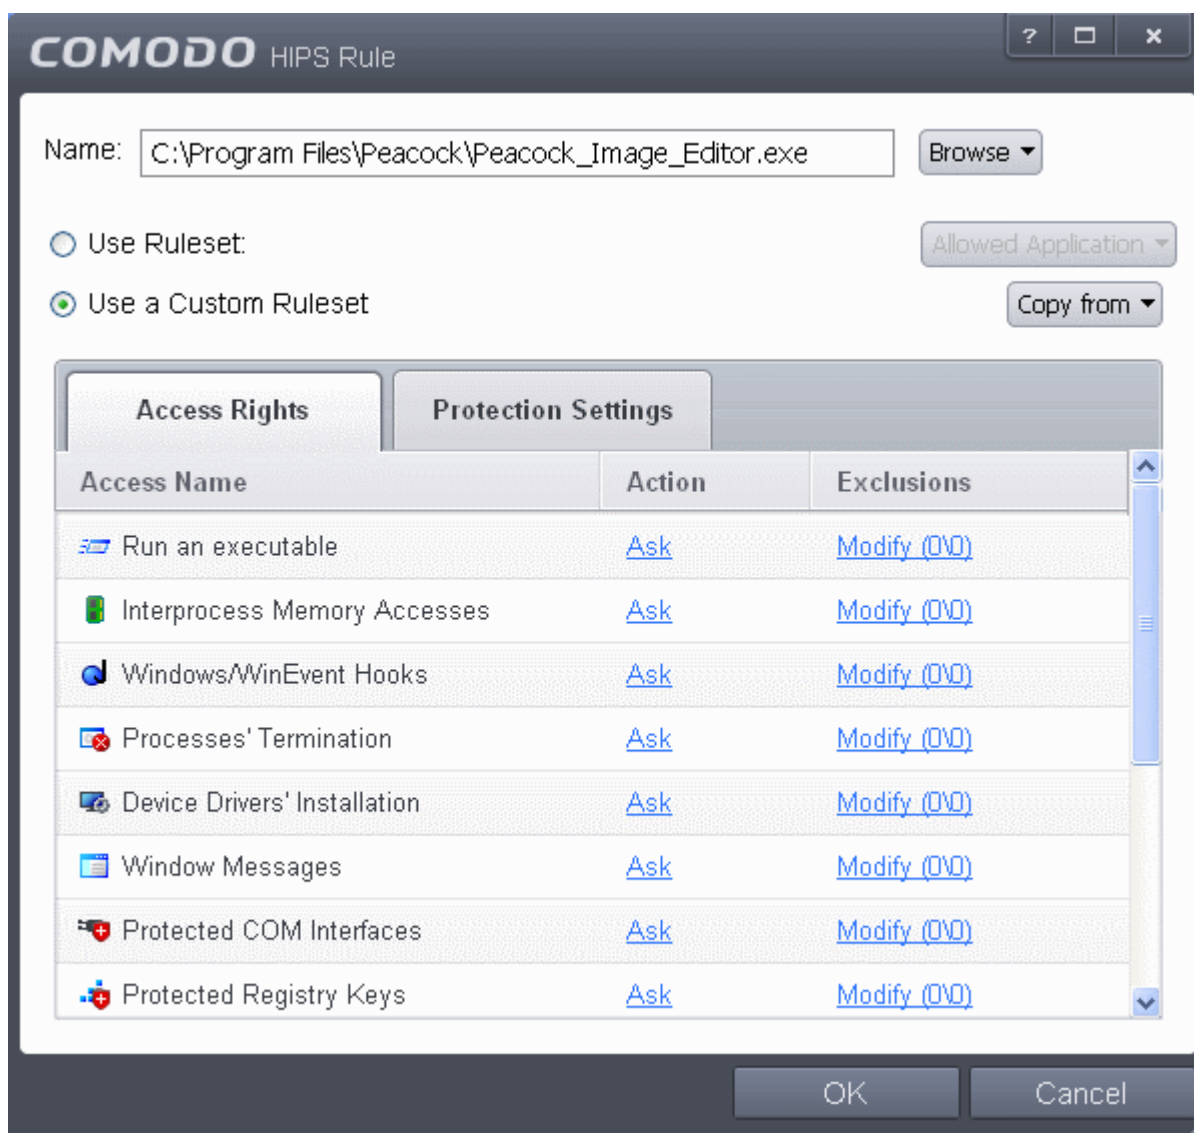 COMODO HIPS Rule ?
Name: C:\Program Files\Peacock\Peacock_Image_Editor.exe Browse
Use Ruleset: Allowed Application
Use a Custom Ruleset Copy from
Access Rights Protection Settings
Access Name Action Exclusions
Run an executable Ask Modify (0\0)
Interprocess Memory Accesses Ask Modify (0\0)
Windows/WinEvent Hooks Ask Modify (0\0)
Processes' Termination Ask Modify (0\0)
Device Drivers' Installation Ask Modify (0\0)
Window Messages Ask Modify (0\0)
Protected COM Interfaces Ask Modify (0\0)
Protected Registry Keys Ask Modify (0\0)
OK Cancel